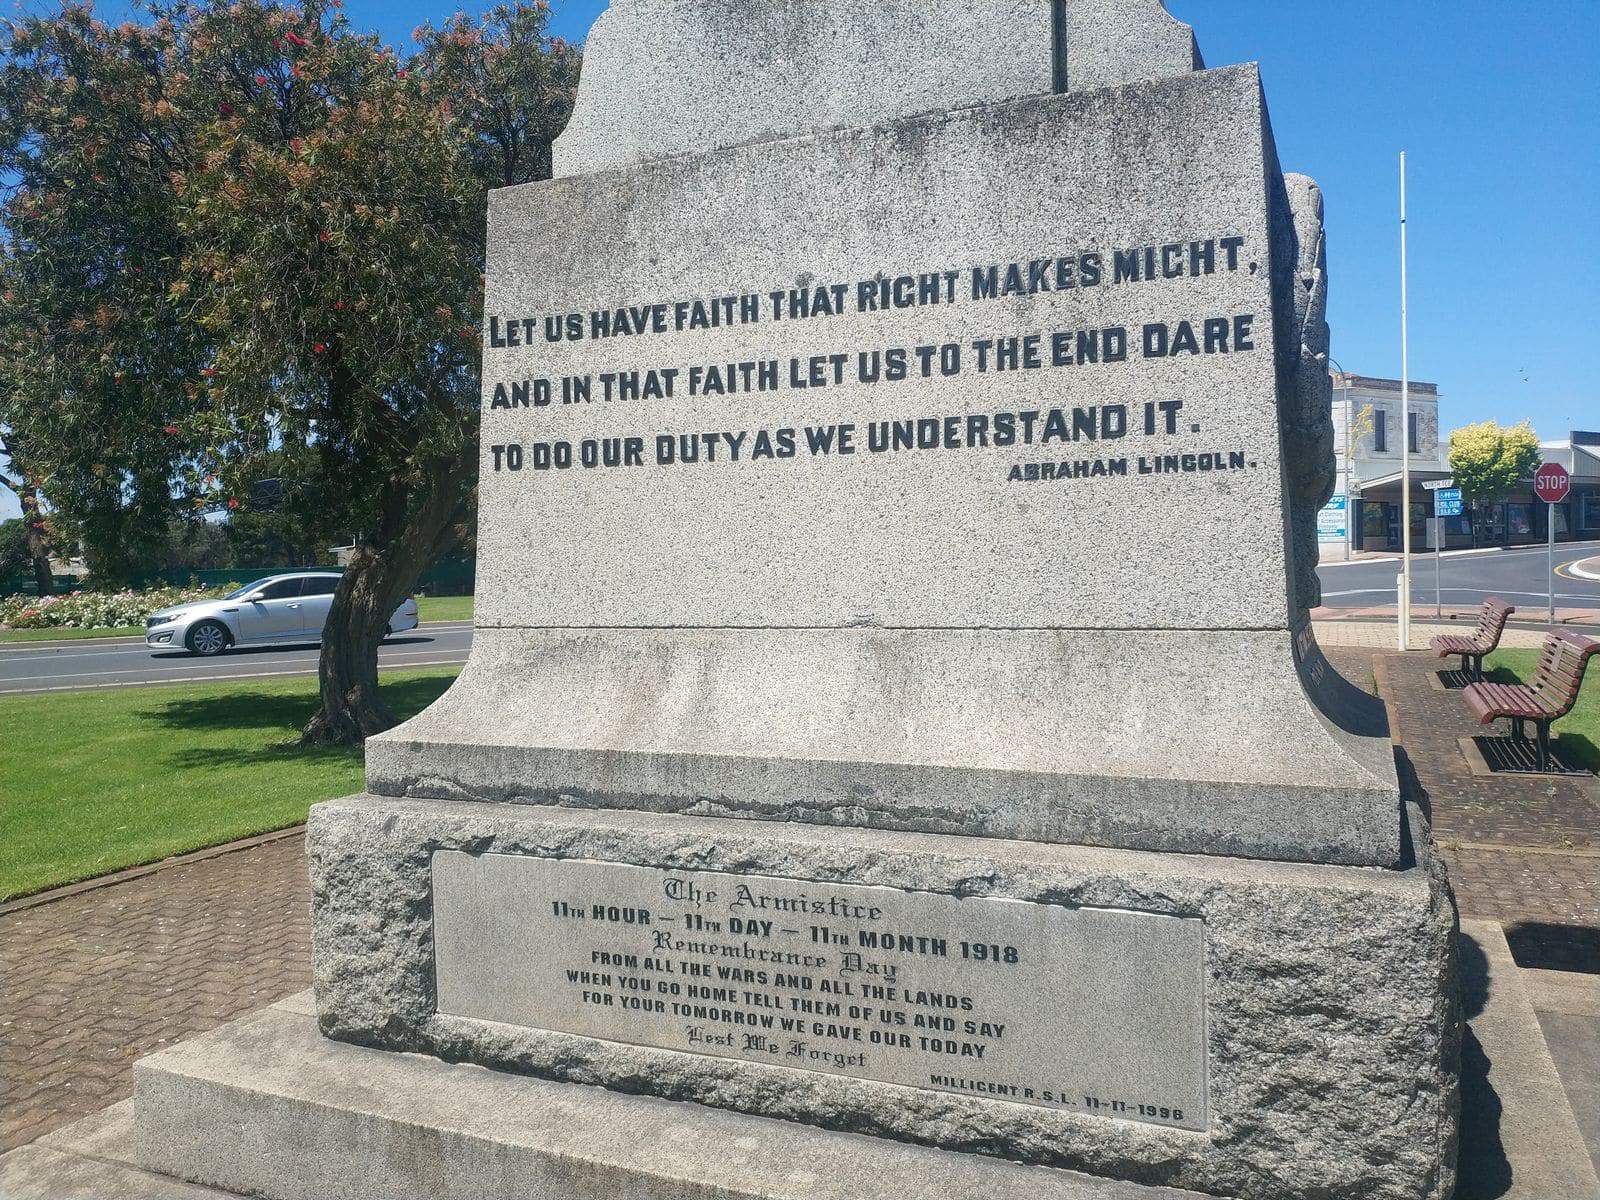 LET US HAVE FAITH THAT RIGHT MAKES MIGHT,
AND IN THAT FAITH LET US TO THE END DARE
TO DO OUR DUTY AS WE UNDERSTAND IT.
ABRAHAM LINCOLN.
The Armistice
11TH HOUR – 11TH DAY – 11TH MONTH 1918
Remembrance Day
FROM ALL THE WARS AND ALL THE LANDS
WHEN YOU GO HOME TELL THEM OF US AND SAY
FOR YOUR TOMORROW WE GAVE OUR TODAY
Lest We Forget
MILLICENT R.S.L. 11-11-1996
STOP
NORTH TCE